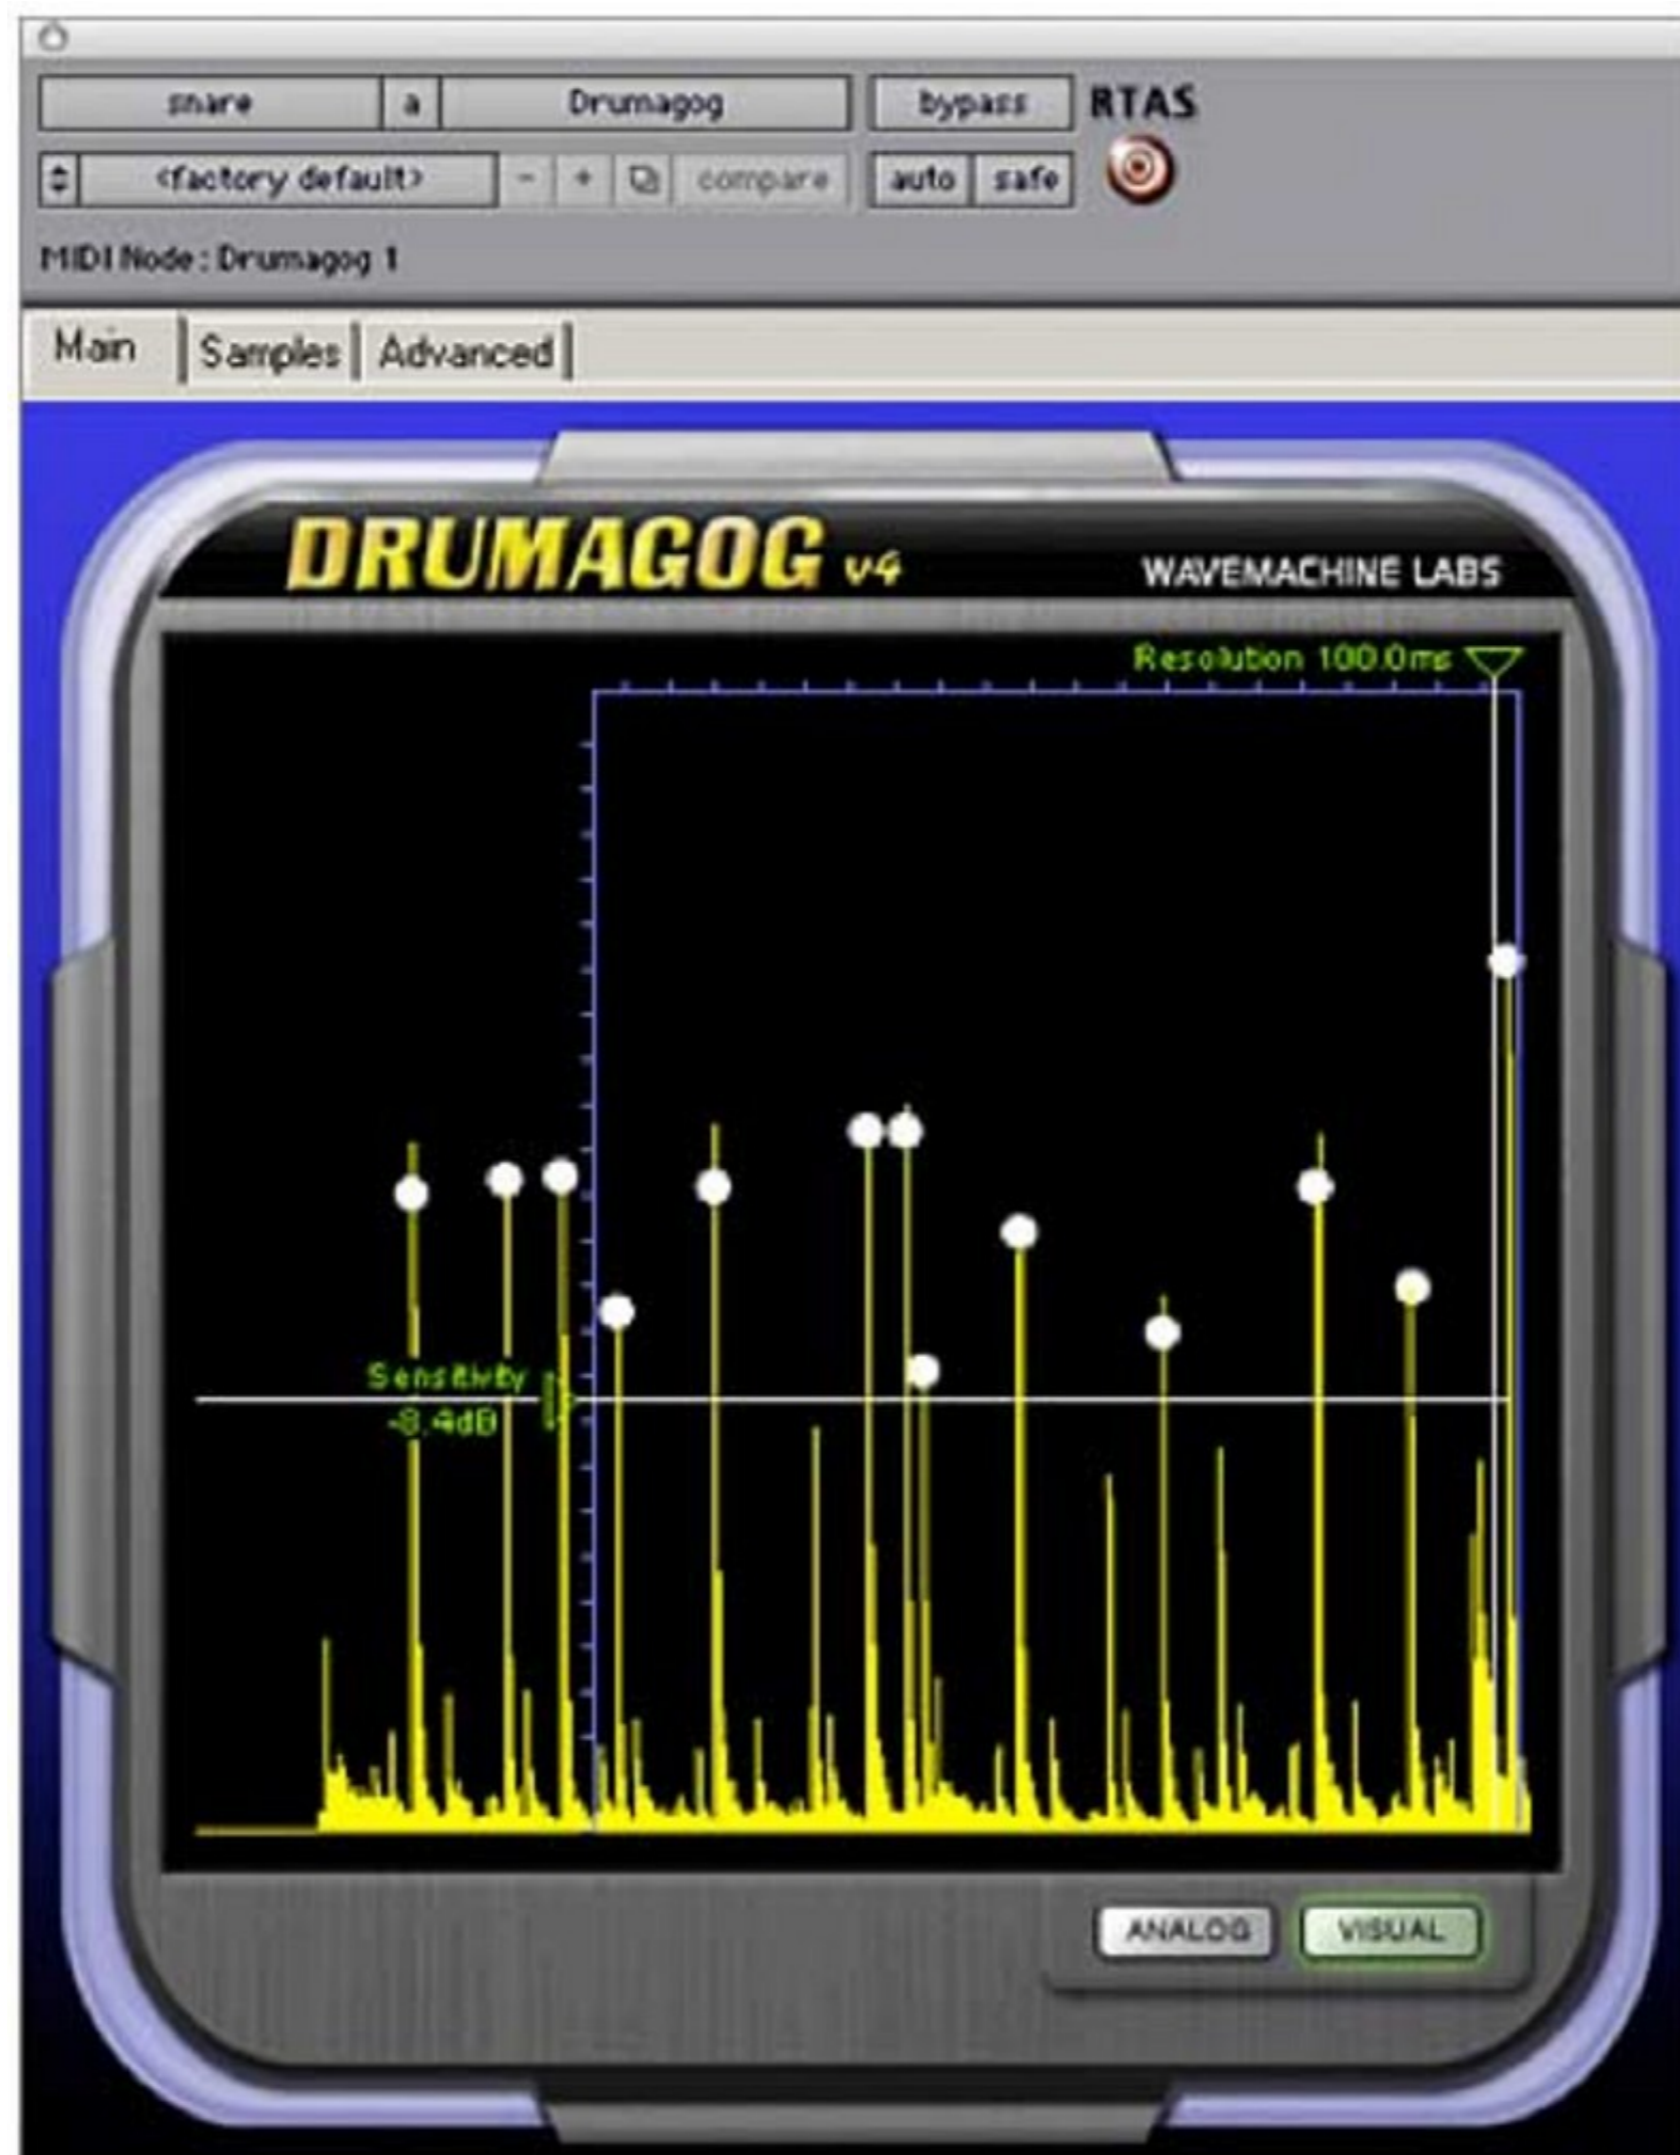 snare a Drumagog bypass RTAS
<factory default> - + compare auto safe
MIDI Node : Drumagog 1
Main Samples Advanced
DRUMAGOG v4 WAVEMACHINE LABS
Resolution 100.0ms
Sensitivity
-8.4dB
ANALOG VISUAL